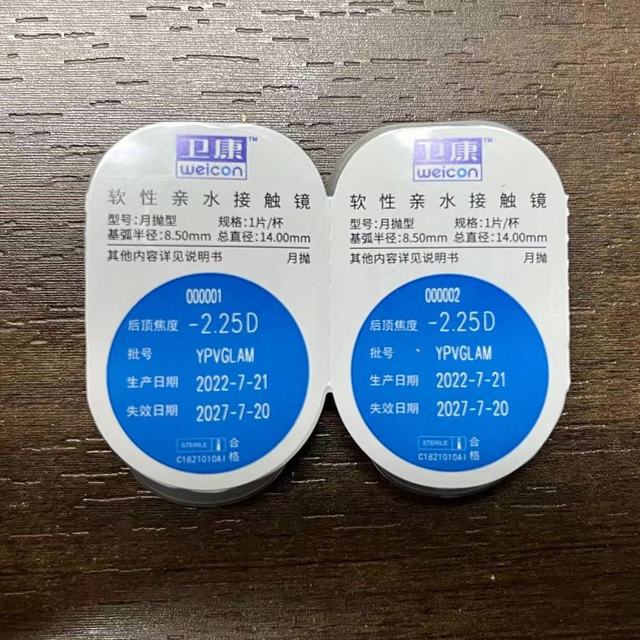 卫康™
weicon
软性亲水接触镜
型号:月抛型 规格:1片/杯
基弧半径:8.50mm 总直径:14.00mm
其他内容详见说明书 月抛
000001
后顶焦度 -2.25D
批号 YPVGLAM
生产日期 2022-7-21
失效日期 2027-7-20
STERILE 合格
C1821010A1
卫康™
weicon
软性亲水接触镜
型号:月抛型 规格:1片/杯
基弧半径:8.50mm 总直径:14.00mm
其他内容详见说明书 月抛
000002
后顶焦度 -2.25D
批号 YPVGLAM
生产日期 2022-7-21
失效日期 2027-7-20
STERILE 合格
C1821010A1